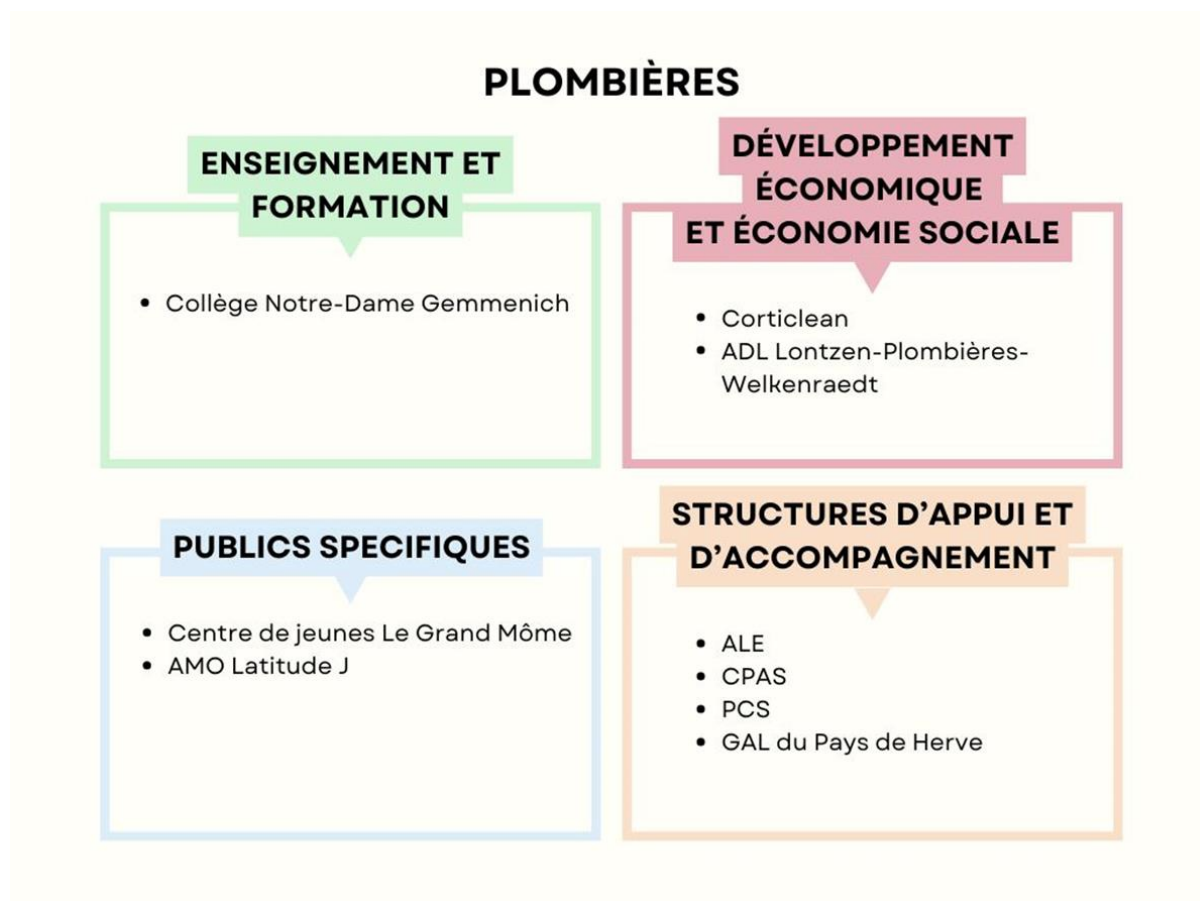 PLOMBIÈRES
ENSEIGNEMENT ET
FORMATION
• Collège Notre-Dame Gemmenich
DÉVELOPPEMENT
ÉCONOMIQUE
ET ÉCONOMIE SOCIALE
• Corticlean
• ADL Lontzen-Plombières-
Welkenraedt
PUBLICS SPECIFIQUES
• Centre de jeunes Le Grand Môme
• AMO Latitude J
STRUCTURES D’APPUI ET
D’ACCOMPAGNEMENT
• ALE
• CPAS
• PCS
• GAL du Pays de Herve